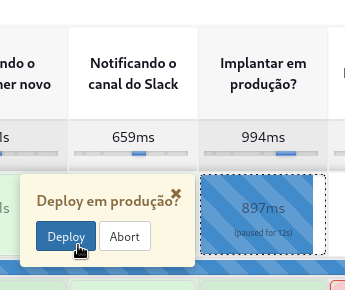 ndo o
ner novo
Notificando o
canal do Slack
Implantar em
produção?
ls
659ms
994ms
ls
Deploy em produção?
Deploy
Abort
897ms
(paused for 12s)